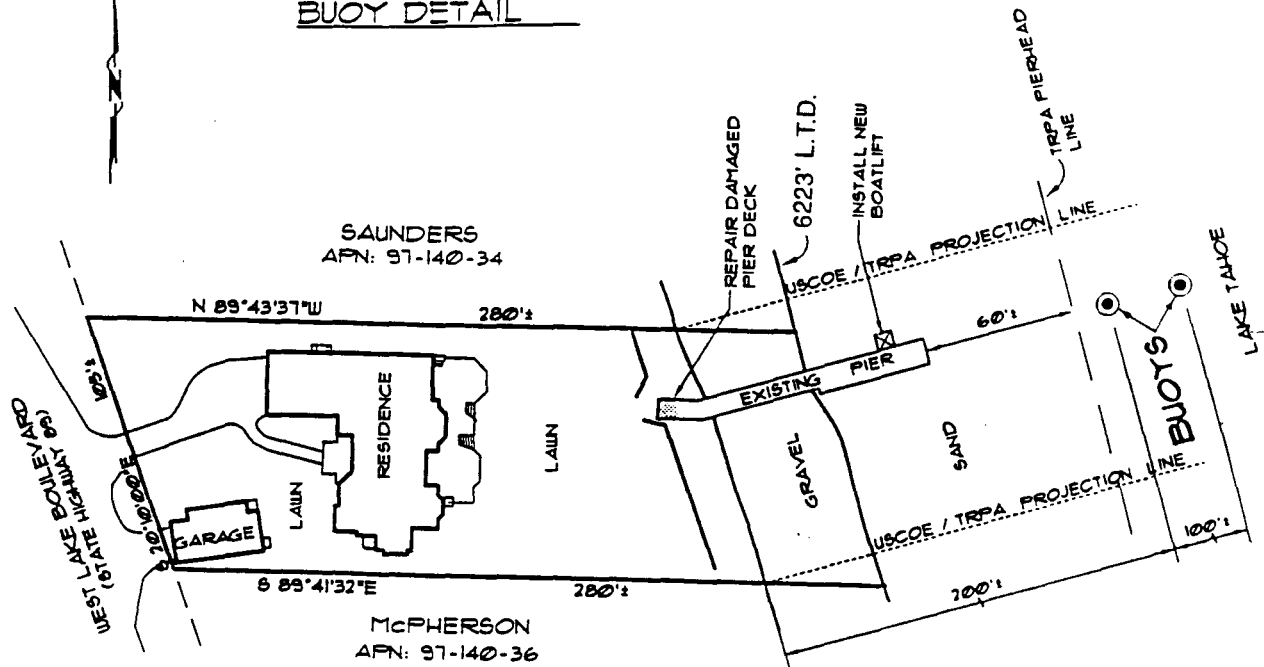 BUOY DETAIL
N
SAUNDERS
APN: 97-140-34
N 89°43'37"W
280'±
105'±
WEST LAKE BOULEVARD
(STATE HIGHWAY 89)
20°10'00"E
GARAGE
LAWN
RESIDENCE
LAWN
REPAIR DAMAGED
PIER DECK
6223' L.T.D.
INSTALL NEW
BOATLIFT
TRPA PIERHEAD
LINE
USCOE / TRPA PROJECTION LINE
EXISTING PIER
60'±
BUOYS
LAKE TAHOE
GRAVEL
SAND
USCOE / TRPA PROJECTION LINE
S 89°41'32"E
280'±
200'±
100'±
McPHERSON
APN: 97-140-36